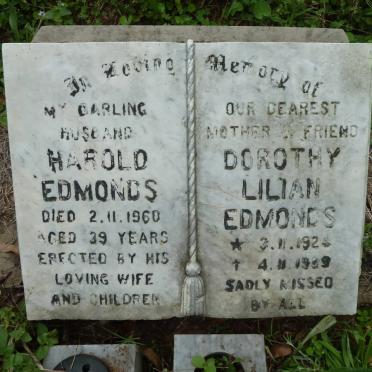 In Loving Memory of
MY DARLING
HUSBAND
HAROLD
EDMONDS
DIED 2.11.1960
AGED 39 YEARS
ERECTED BY HIS
LOVING WIFE
AND CHILDREN
OUR DEAREST
MOTHER & FRIEND
DOROTHY
LILIAN
EDMONDS
★ 3.11.1924
† 4.11.1989
SADLY MISSED
BY ALL